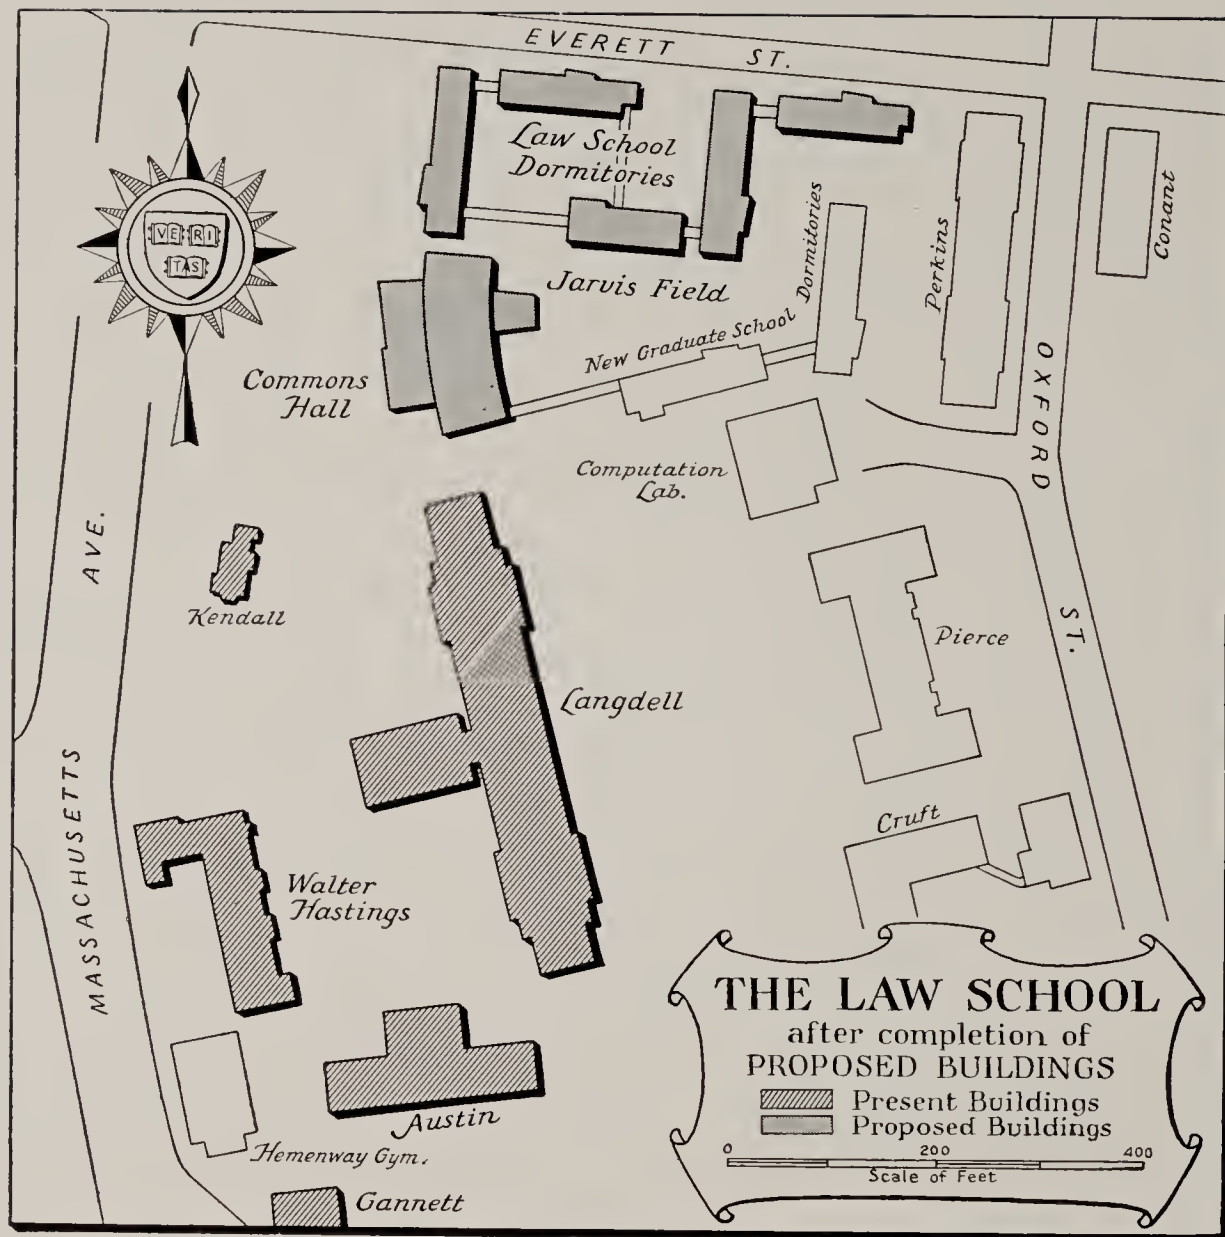 EVERETT ST.
Law School
Dormitories
VE RI
TAS
Jarvis Field
Conant
Perkins
New Graduate School Dormitories
Commons
Hall
OXFORD ST.
Computation
Lab.
MASSACHUSETTS AVE.
Kendall
Pierce
Langdell
Cruft
Walter
Hastings
Austin
Hemenway Gym.
Gannett
THE LAW SCHOOL
after completion of
PROPOSED BUILDINGS
Present Buildings
Proposed Buildings
0 200 400
Scale of Feet